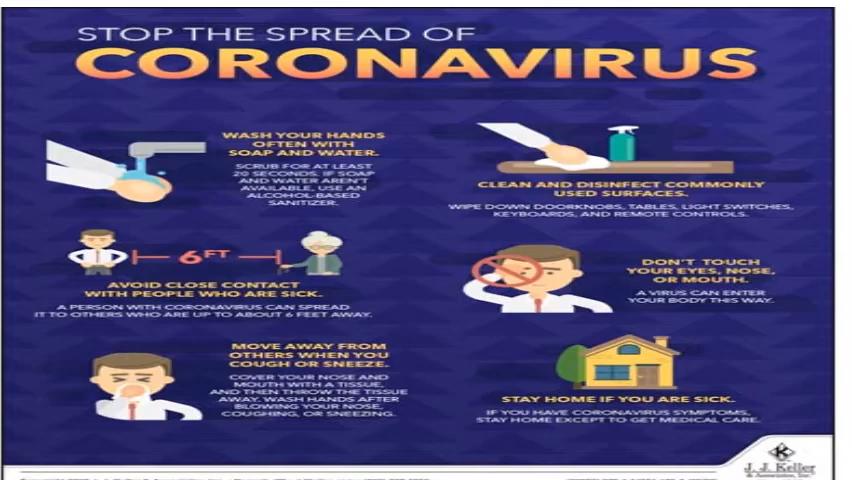 STOP THE SPREAD OF
CORONAVIRUS
WASH YOUR HANDS
OFTEN WITH
SOAP AND WATER.
SCRUB FOR AT LEAST
20 SECONDS. IF SOAP
AND WATER AREN'T
AVAILABLE, USE AN
ALCOHOL-BASED
SANITIZER.
CLEAN AND DISINFECT COMMONLY
USED SURFACES.
WIPE DOWN DOORKNOBS, TABLES, LIGHT SWITCHES,
KEYBOARDS, AND REMOTE CONTROLS.
6 FT
AVOID CLOSE CONTACT
WITH PEOPLE WHO ARE SICK.
A PERSON WITH CORONAVIRUS CAN SPREAD
IT TO OTHERS WHO ARE UP TO ABOUT 6 FEET AWAY.
DON'T TOUCH
YOUR EYES, NOSE,
OR MOUTH.
A VIRUS CAN ENTER
YOUR BODY THIS WAY.
MOVE AWAY FROM
OTHERS WHEN YOU
COUGH OR SNEEZE.
COVER YOUR NOSE AND
MOUTH WITH A TISSUE,
AND THEN THROW THE TISSUE
AWAY. WASH HANDS AFTER
BLOWING YOUR NOSE,
COUGHING, OR SNEEZING.
STAY HOME IF YOU ARE SICK.
IF YOU HAVE CORONAVIRUS SYMPTOMS,
STAY HOME EXCEPT TO GET MEDICAL CARE.
J. J. Keller
& Associates, Inc.